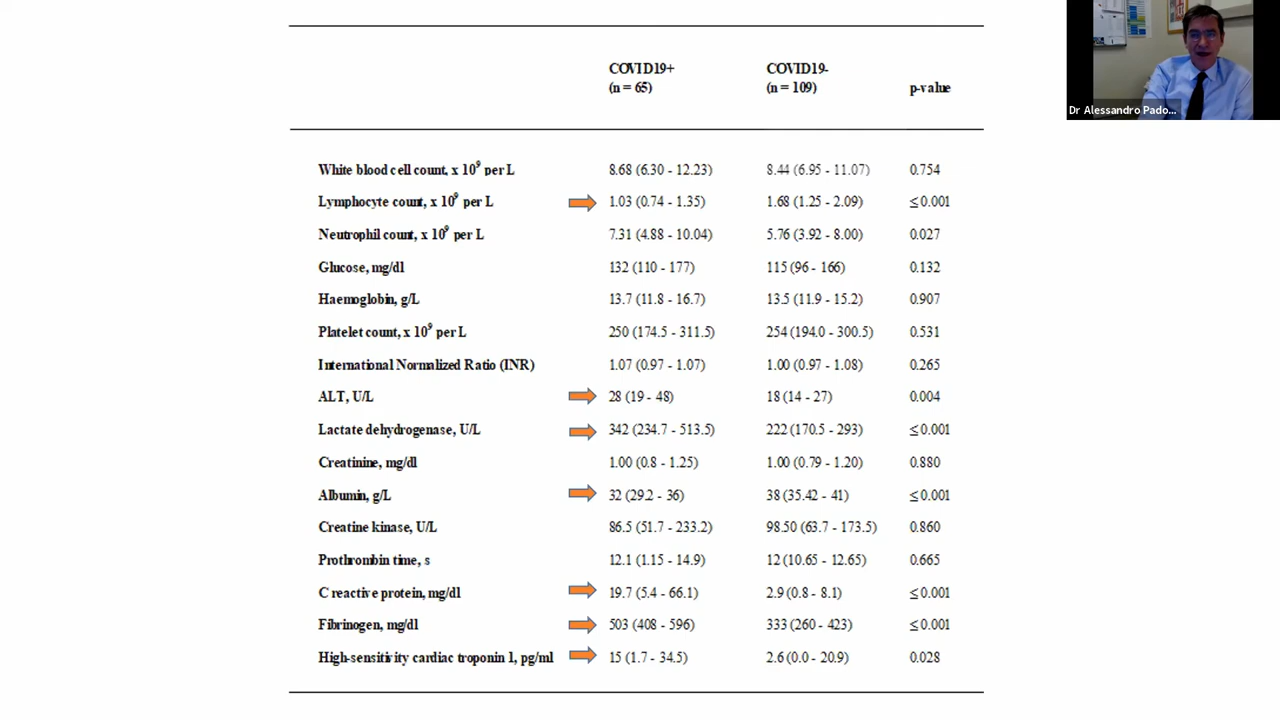 COVID19+ COVID19-
(n = 65) (n = 109) p-value
White blood cell count, x 10⁹ per L 8.68 (6.30 - 12.23) 8.44 (6.95 - 11.07) 0.754
Lymphocyte count, x 10⁹ per L 1.03 (0.74 - 1.35) 1.68 (1.25 - 2.09) ≤ 0.001
Neutrophil count, x 10⁹ per L 7.31 (4.88 - 10.04) 5.76 (3.92 - 8.00) 0.027
Glucose, mg/dl 132 (110 - 177) 115 (96 - 166) 0.132
Haemoglobin, g/L 13.7 (11.8 - 16.7) 13.5 (11.9 - 15.2) 0.907
Platelet count, x 10⁹ per L 250 (174.5 - 311.5) 254 (194.0 - 300.5) 0.531
International Normalized Ratio (INR) 1.07 (0.97 - 1.07) 1.00 (0.97 - 1.08) 0.265
ALT, U/L 28 (19 - 48) 18 (14 - 27) 0.004
Lactate dehydrogenase, U/L 342 (234.7 - 513.5) 222 (170.5 - 293) ≤ 0.001
Creatinine, mg/dl 1.00 (0.8 - 1.25) 1.00 (0.79 - 1.20) 0.880
Albumin, g/L 32 (29.2 - 36) 38 (35.42 - 41) ≤ 0.001
Creatine kinase, U/L 86.5 (51.7 - 233.2) 98.50 (63.7 - 173.5) 0.860
Prothrombin time, s 12.1 (1.15 - 14.9) 12 (10.65 - 12.65) 0.665
C reactive protein, mg/dl 19.7 (5.4 - 66.1) 2.9 (0.8 - 8.1) ≤ 0.001
Fibrinogen, mg/dl 503 (408 - 596) 333 (260 - 423) ≤ 0.001
High-sensitivity cardiac troponin 1, pg/ml 15 (1.7 - 34.5) 2.6 (0.0 - 20.9) 0.028
Dr Alessandro Pado...